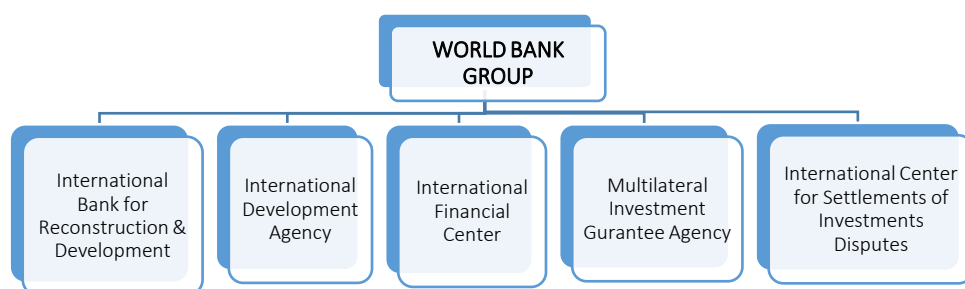 WORLD BANK
GROUP
International
Bank for
Reconstruction &
Development
International
Development
Agency
International
Financial
Center
Multilateral
Investment
Gurantee Agency
International Center
for Settlements of
Investments
Disputes